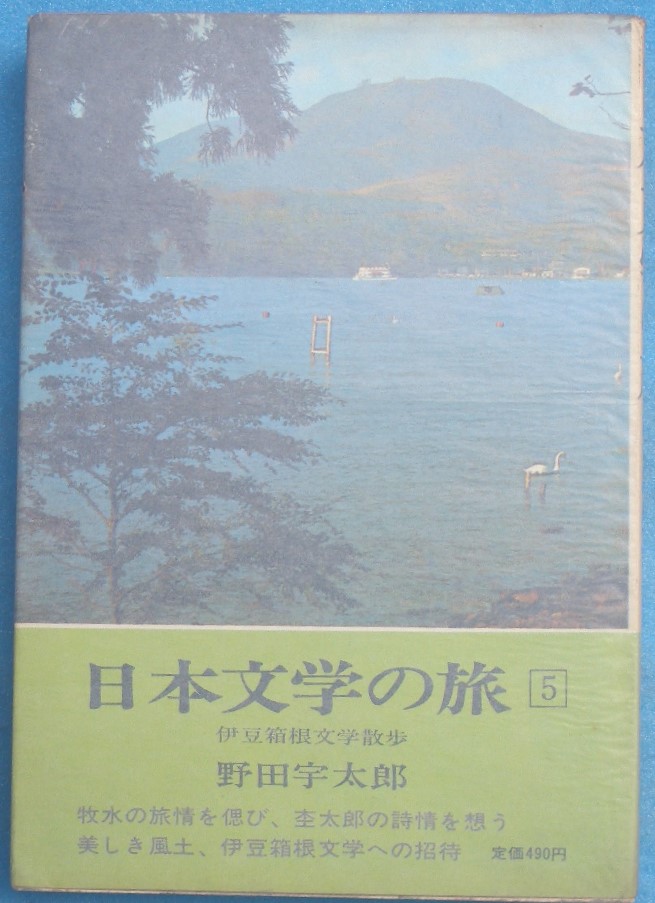 日本文学の旅 5
伊豆箱根文学散歩
野田宇太郎
牧水の旅情を偲び、杢太郎の詩情を想う
美しき風土、伊豆箱根文学への招待 定価490円